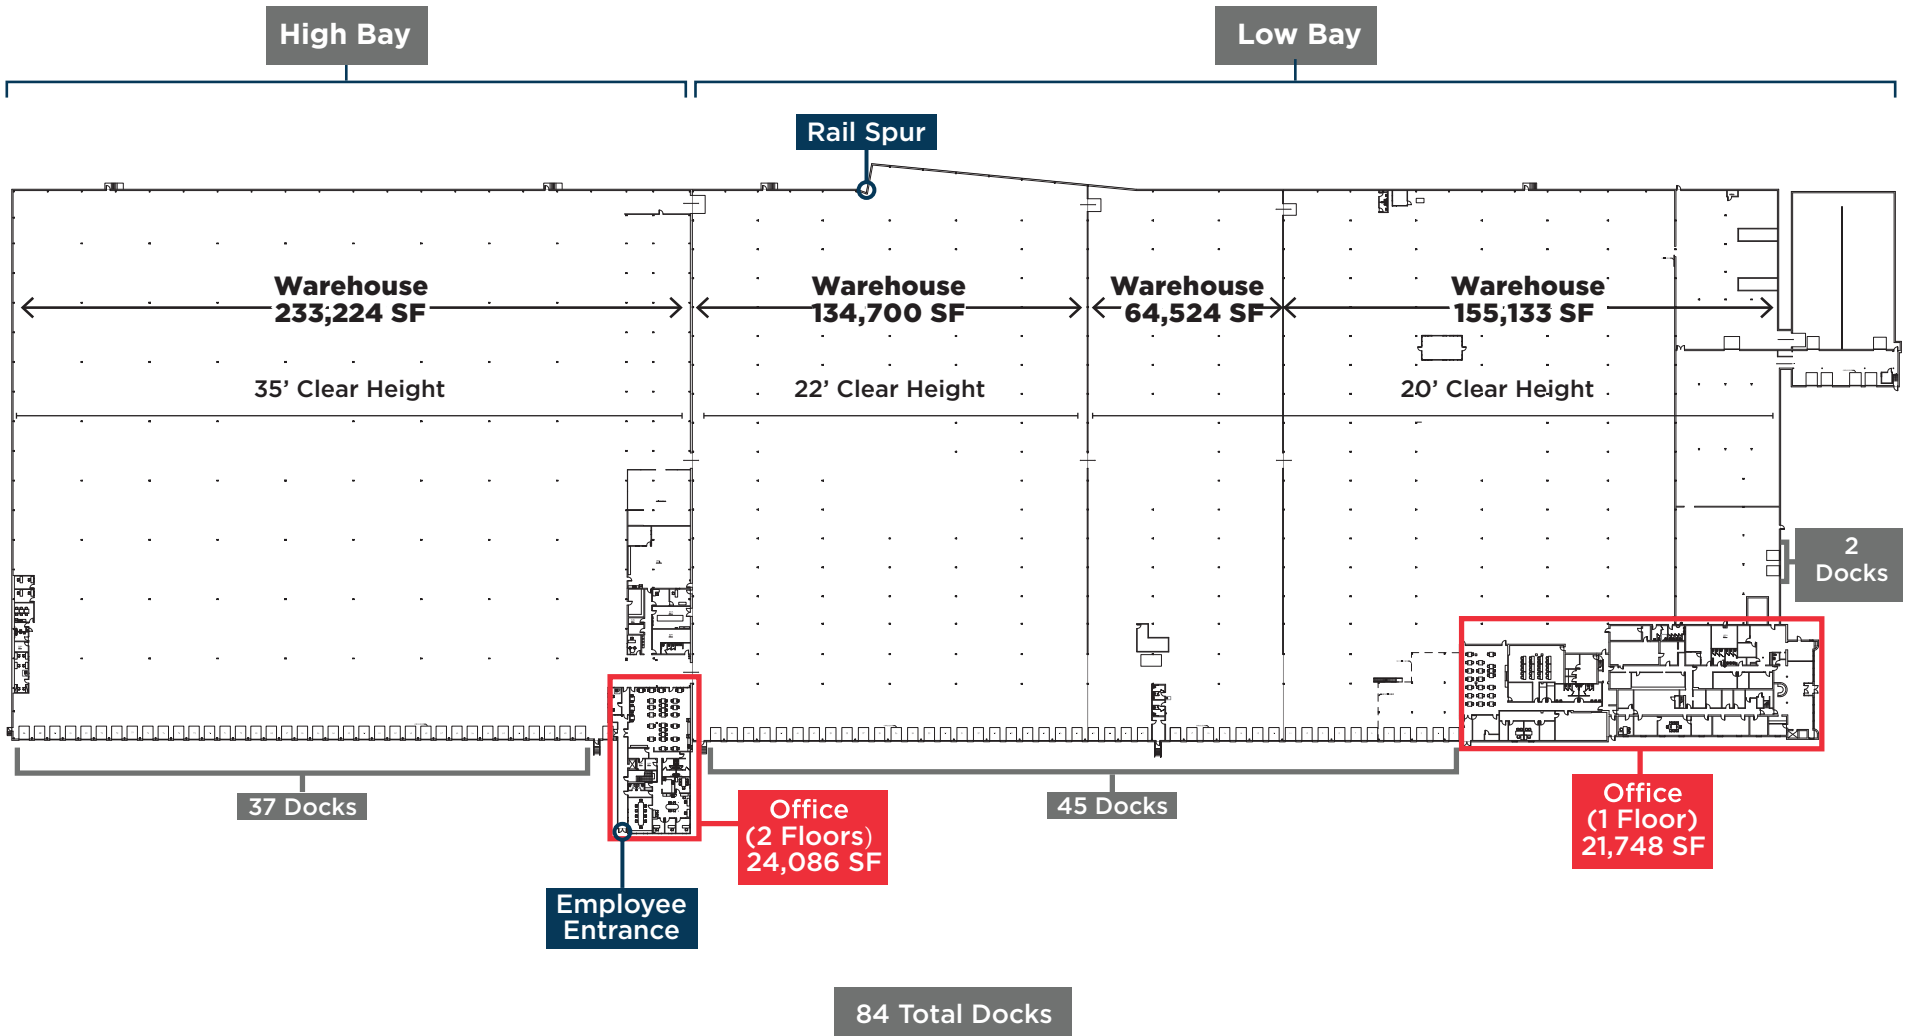 High Bay
Low Bay
Rail Spur
Warehouse
233,224 SF
Warehouse
134,700 SF
Warehouse
64,524 SF
Warehouse
155,133 SF
35’ Clear Height
22’ Clear Height
20’ Clear Height
2
Docks
37 Docks
45 Docks
Office
(2 Floors)
24,086 SF
Office
(1 Floor)
21,748 SF
Employee
Entrance
84 Total Docks